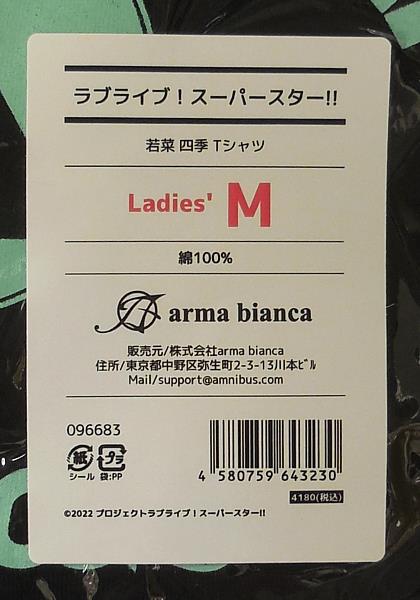 ラブライブ！スーパースター!!
若菜 四季 Tシャツ
Ladies' M
綿100%
arma bianca
販売元/株式会社arma bianca
住所/東京都中野区弥生町2-3-13川本ﾋﾞﾙ
Mail/support@amnibus.com
096683
紙 プラ
シール 袋:PP
4 580759 643230
4180(税込)
©2022 プロジェクトラブライブ！スーパースター!!